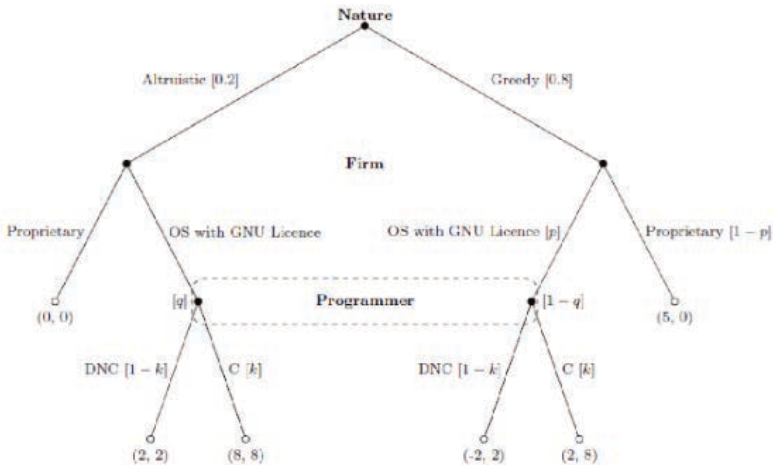 Nature
Altruistic [0.2] Greedy [0.8]
Firm
Proprietary OS with GNU Licence OS with GNU Licence [p] Proprietary [1 − p]
[q] Programmer [1 − q]
(0, 0) (5, 0)
DNC [1 − k] C [k] DNC [1 − k] C [k]
(2, 2) (8, 8) (-2, 2) (2, 8)